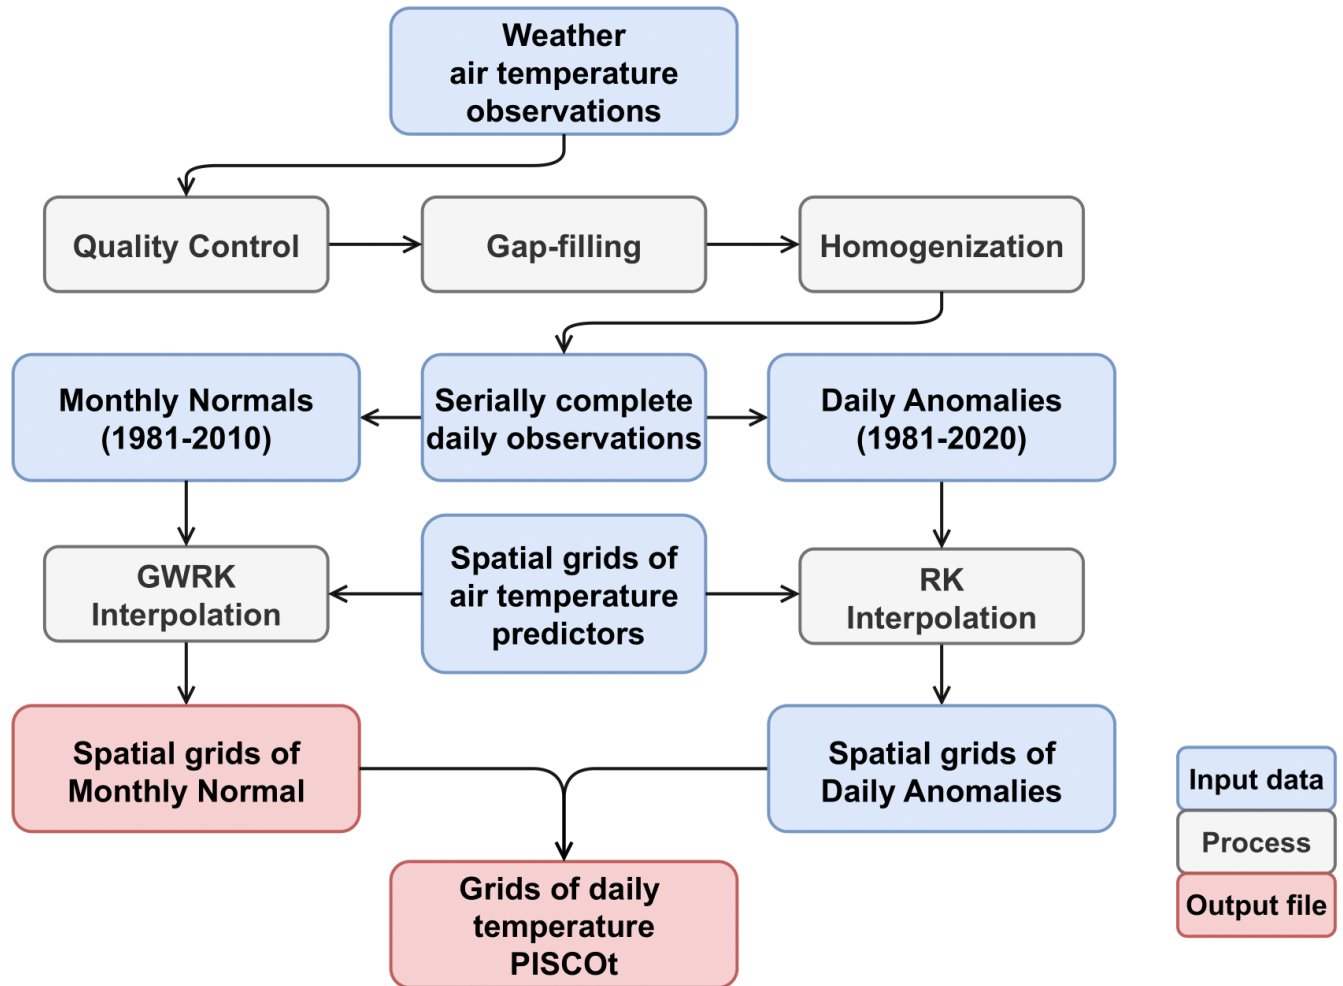 Weather
air temperature
observations
Quality Control
Gap-filling
Homogenization
Monthly Normals
(1981-2010)
Serially complete
daily observations
Daily Anomalies
(1981-2020)
GWRK
Interpolation
Spatial grids of
air temperature
predictors
RK
Interpolation
Spatial grids of
Monthly Normal
Spatial grids of
Daily Anomalies
Grids of daily
temperature
PISCOt
Input data
Process
Output file